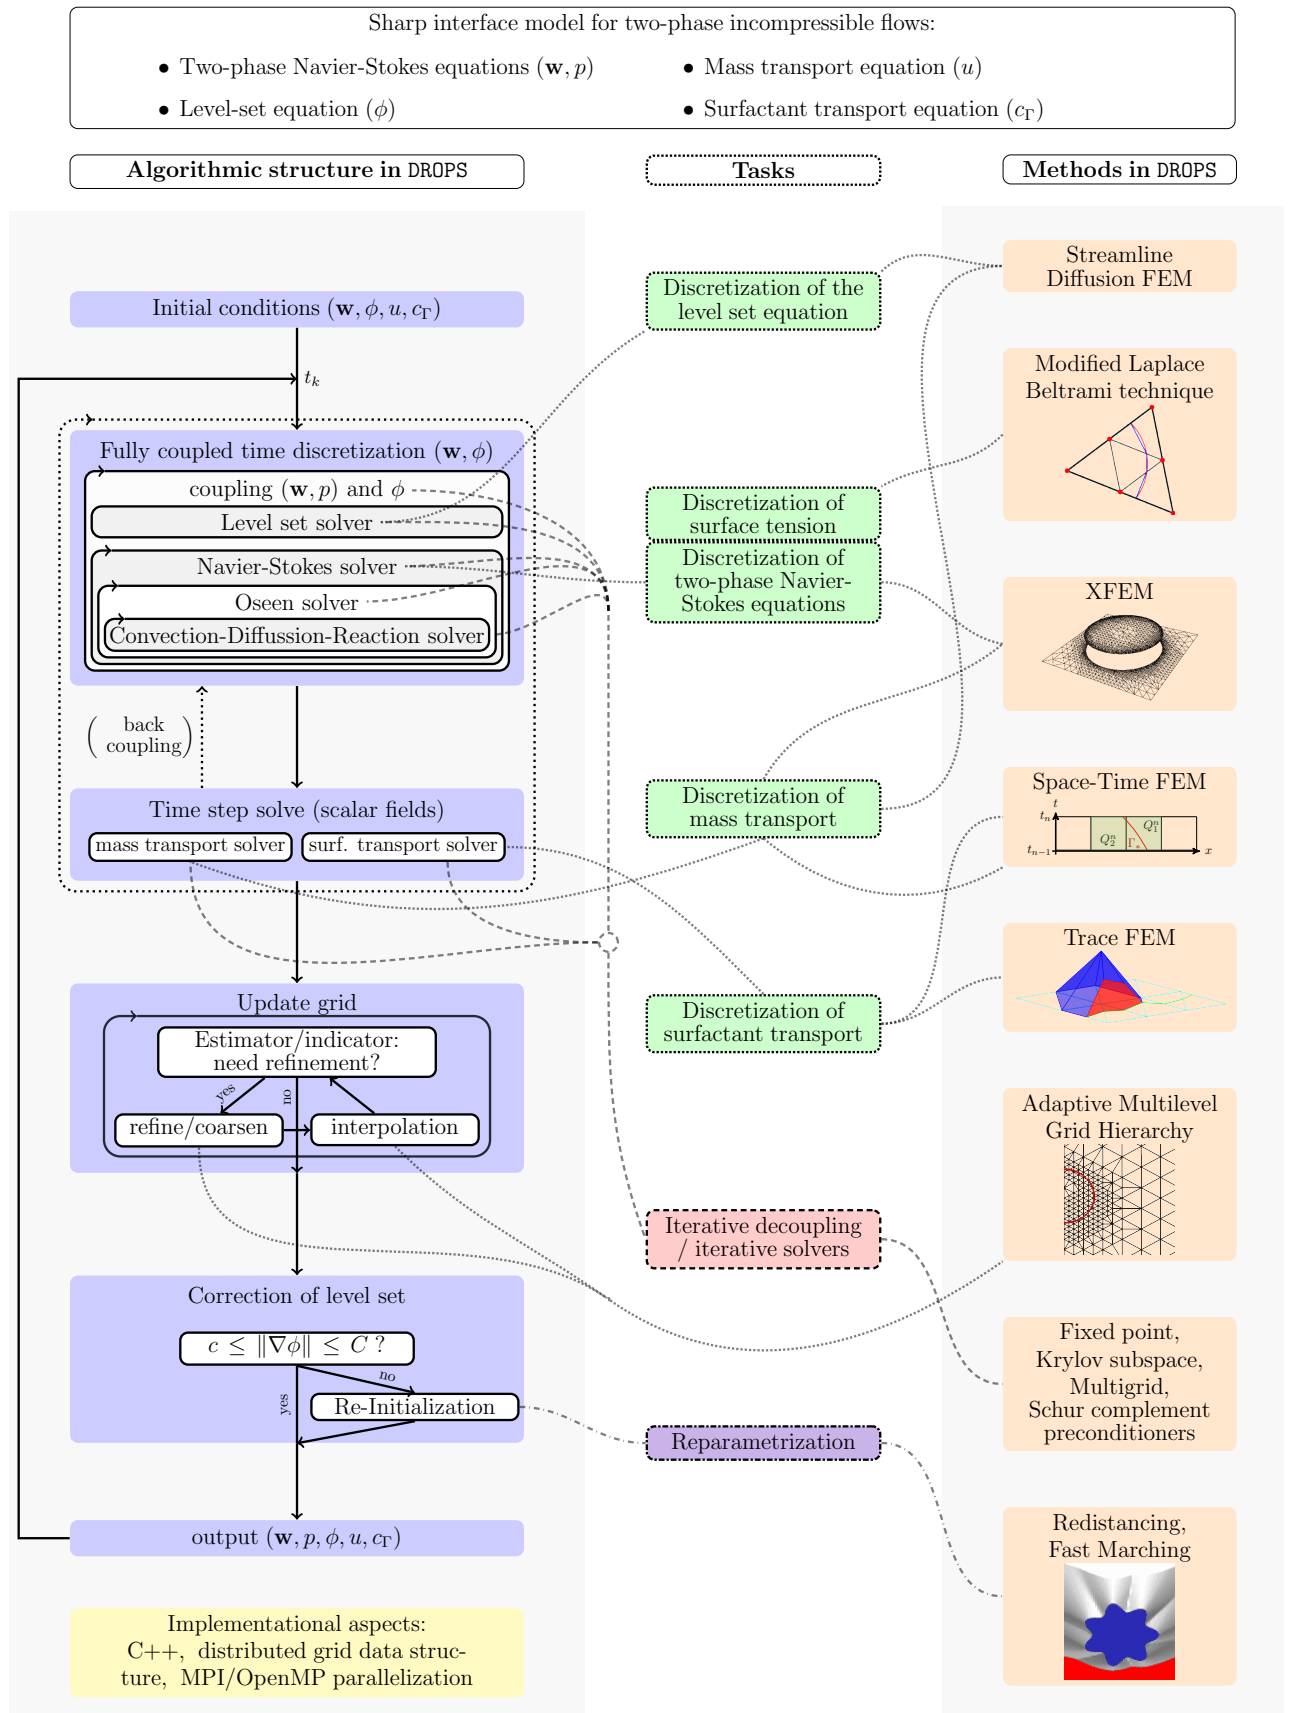 Sharp interface model for two-phase incompressible flows:
• Two-phase Navier-Stokes equations (w, p)
• Mass transport equation (u)
• Level-set equation (ϕ)
• Surfactant transport equation (c_Γ)
Algorithmic structure in DROPS
Tasks
Methods in DROPS
Initial conditions (w, ϕ, u, c_Γ)
t_k
Fully coupled time discretization (w, ϕ)
coupling (w, p) and ϕ
Level set solver
Navier-Stokes solver
Oseen solver
Convection-Diffussion-Reaction solver
( back
coupling )
Time step solve (scalar fields)
mass transport solver
surf. transport solver
Update grid
Estimator/indicator:
need refinement?
yes
no
refine/coarsen
interpolation
Correction of level set
c ≤ ‖∇ϕ‖ ≤ C ?
no
yes
Re-Initialization
output (w, p, ϕ, u, c_Γ)
Implementational aspects:
C++, distributed grid data struc-
ture, MPI/OpenMP parallelization
Discretization of the
level set equation
Discretization of
surface tension
Discretization of
two-phase Navier-
Stokes equations
Discretization of
mass transport
Discretization of
surfactant transport
Iterative decoupling
/ iterative solvers
Reparametrization
Streamline
Diffusion FEM
Modified Laplace
Beltrami technique
XFEM
Space-Time FEM
t
t_n
Q_1^n
Q_2^n
Γ_*
t_{n−1}
x
Trace FEM
Adaptive Multilevel
Grid Hierarchy
Fixed point,
Krylov subspace,
Multigrid,
Schur complement
preconditioners
Redistancing,
Fast Marching